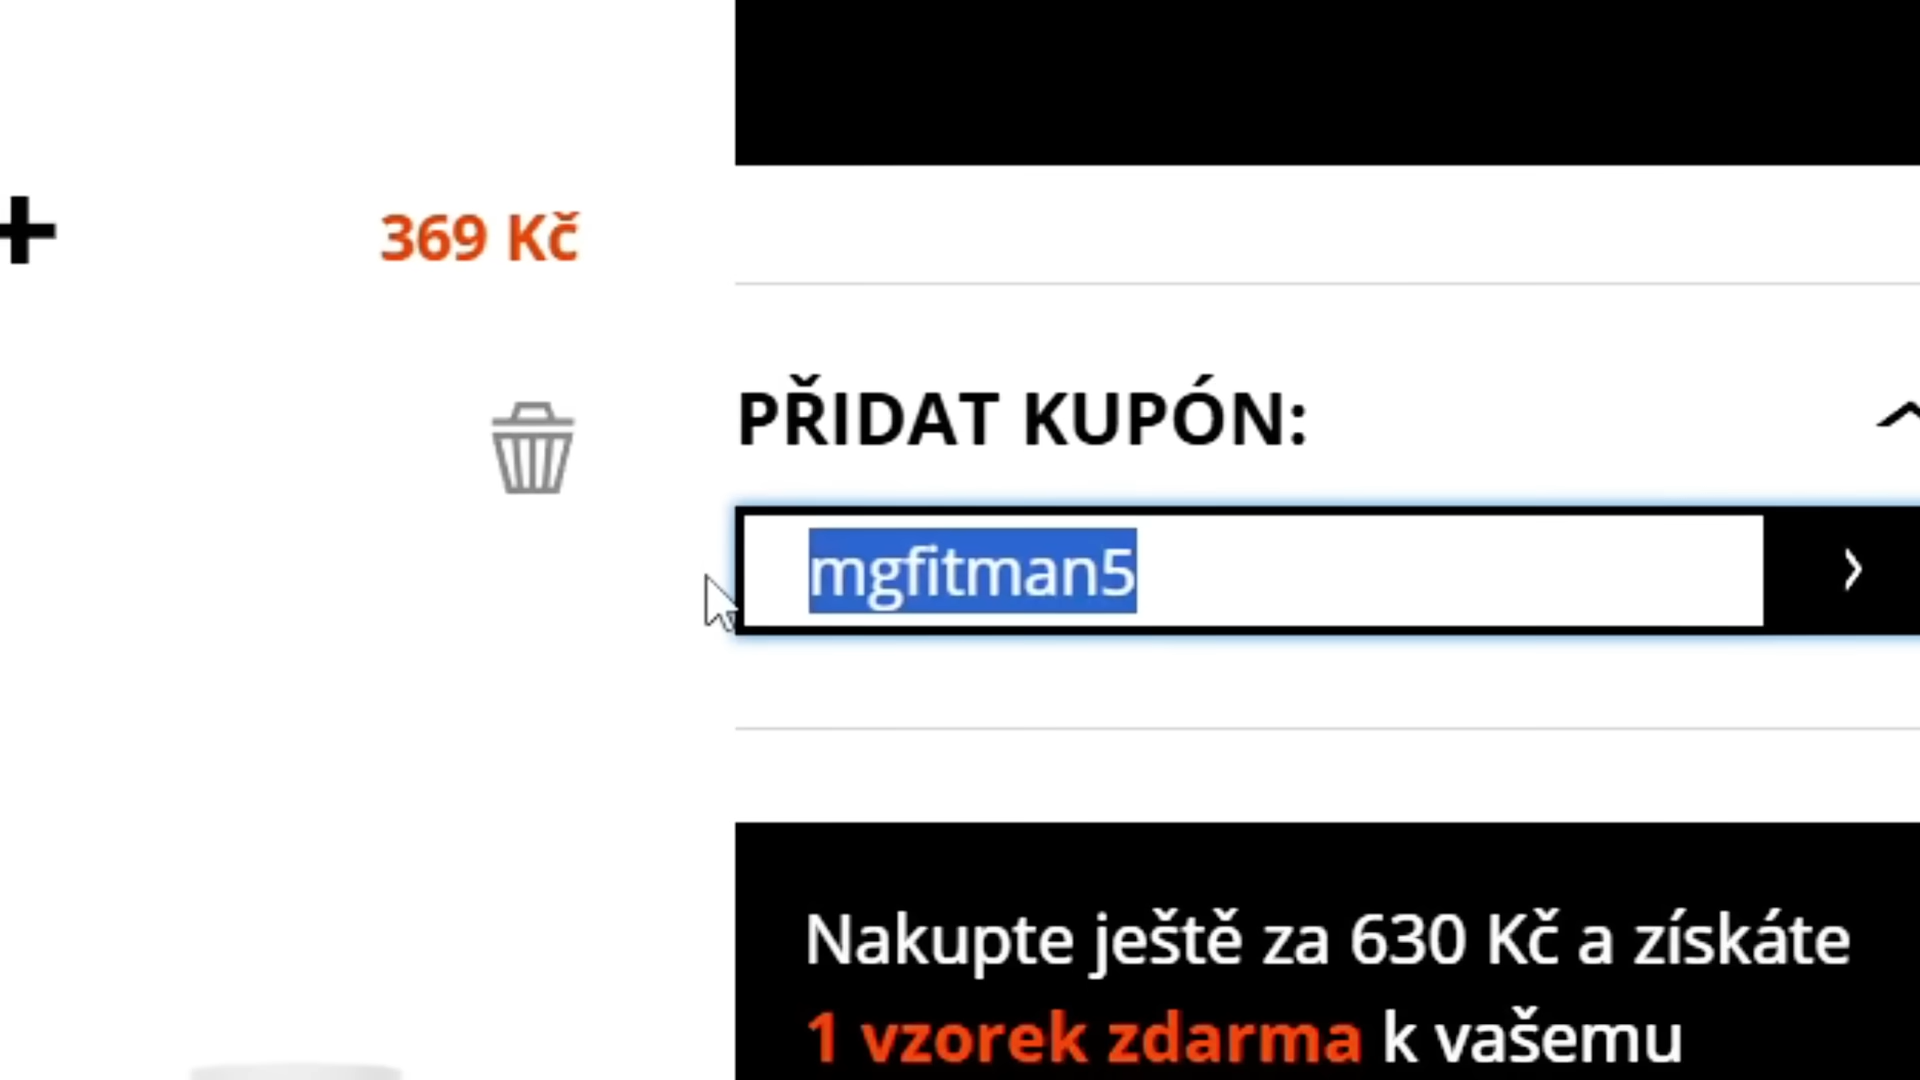 +
369 Kč
PŘIDAT KUPÓN:
mgfitman5
Nakupte ještě za 630 Kč a získáte
1 vzorek zdarma k vašemu